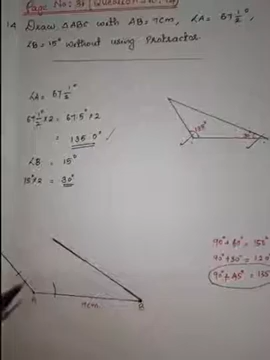 Page No: 81 (Question
14. Draw △ABC with AB = 7cm, ∠A = 67 1/2°,
∠B = 15° without using Protractor
∠A = 67 1/2°
67 1/2° × 2 = 67.5° × 2
= 135.0°
∠B = 15°
15° × 2 = 30°
135°
30°
A
7cm
B
90° + 60° = 150°
90° + 30° = 120°
90° + 45° = 135°